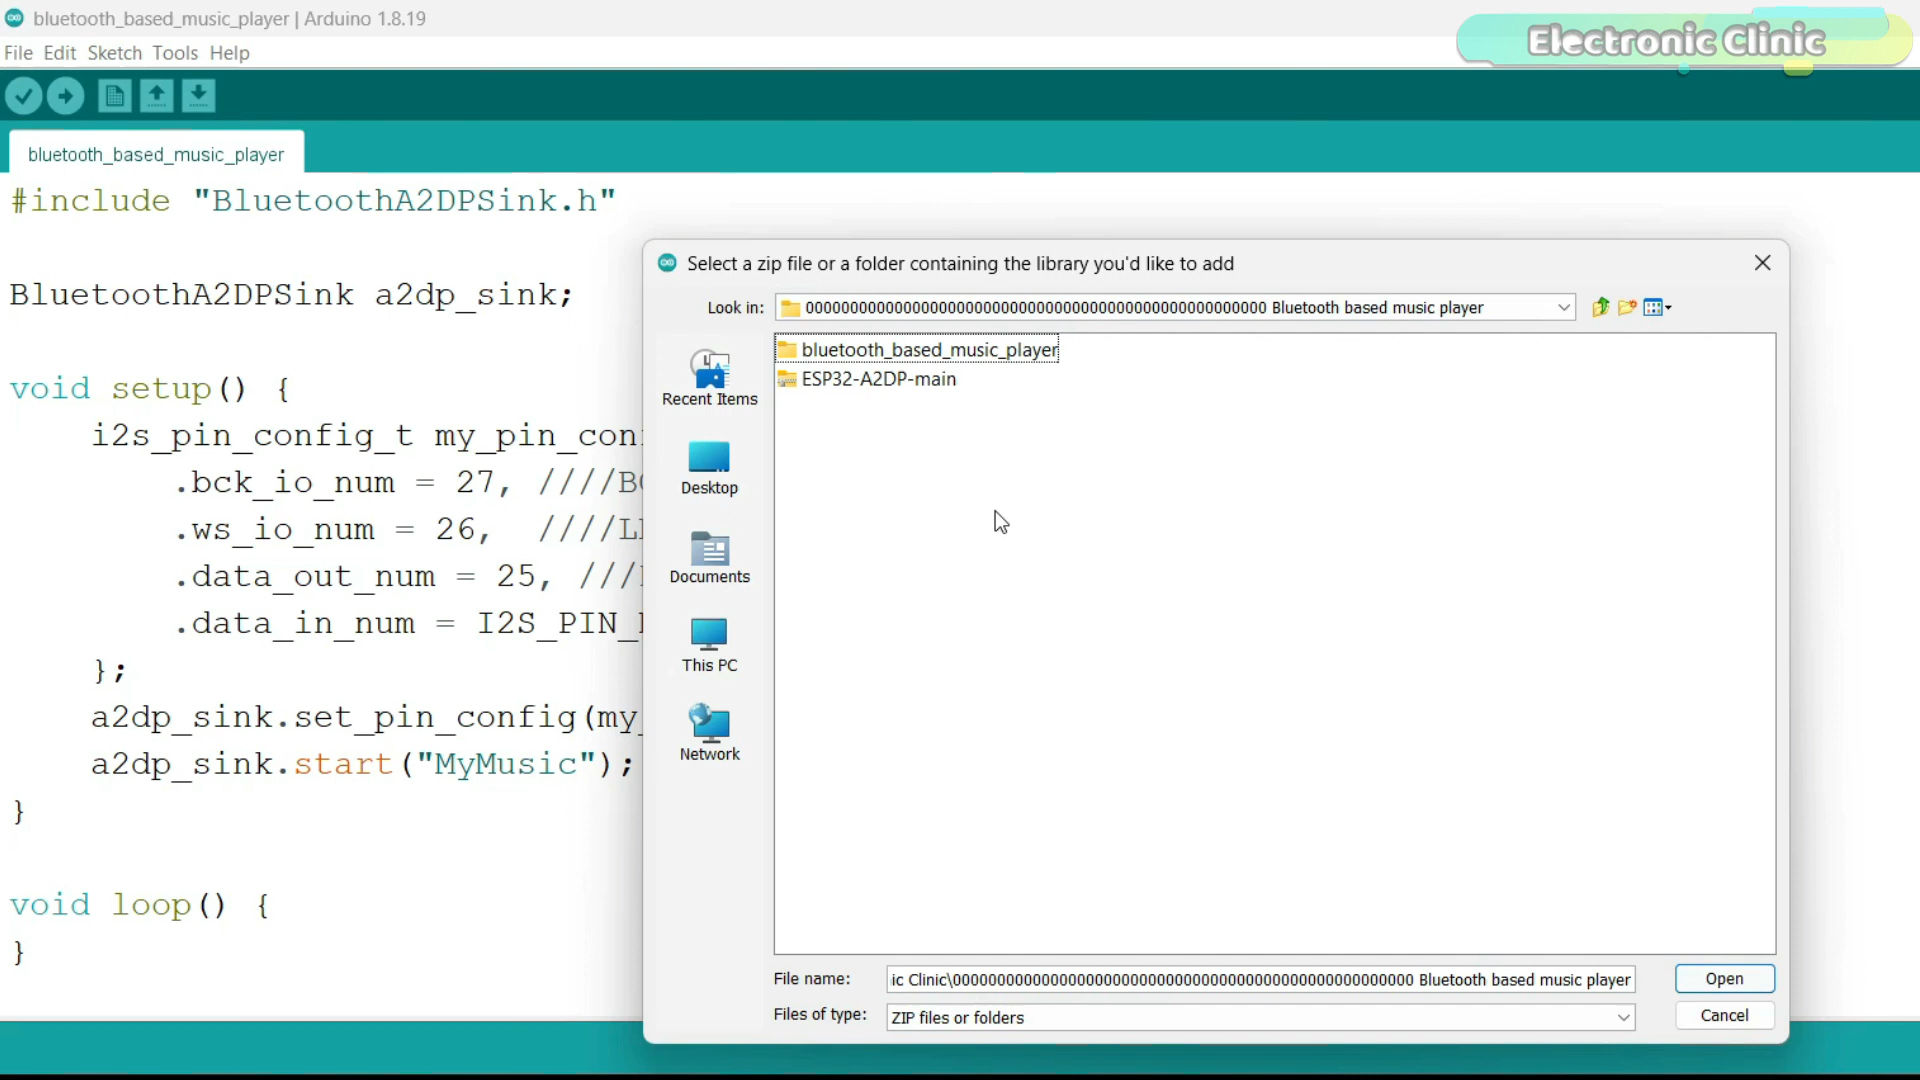 bluetooth_based_music_player | Arduino 1.8.19
Electronic Clinic
File Edit Sketch Tools Help
bluetooth_based_music_player
#include "BluetoothA2DPSink.h"
BluetoothA2DPSink a2dp_sink;
void setup() {
i2s_pin_config_t my_pin_con
.bck_io_num = 27, ////B
.ws_io_num = 26, ////L
.data_out_num = 25, ///
.data_in_num = I2S_PIN_
};
a2dp_sink.set_pin_config(my_
a2dp_sink.start("MyMusic");
}
void loop() {
}
Select a zip file or a folder containing the library you'd like to add
Look in: 00000000000000000000000000000000000000000000000000 Bluetooth based music player
bluetooth_based_music_player
ESP32-A2DP-main
Recent Items
Desktop
Documents
This PC
Network
File name: ic Clinic\00000000000000000000000000000000000000000000000000 Bluetooth based music player
Open
Files of type: ZIP files or folders
Cancel